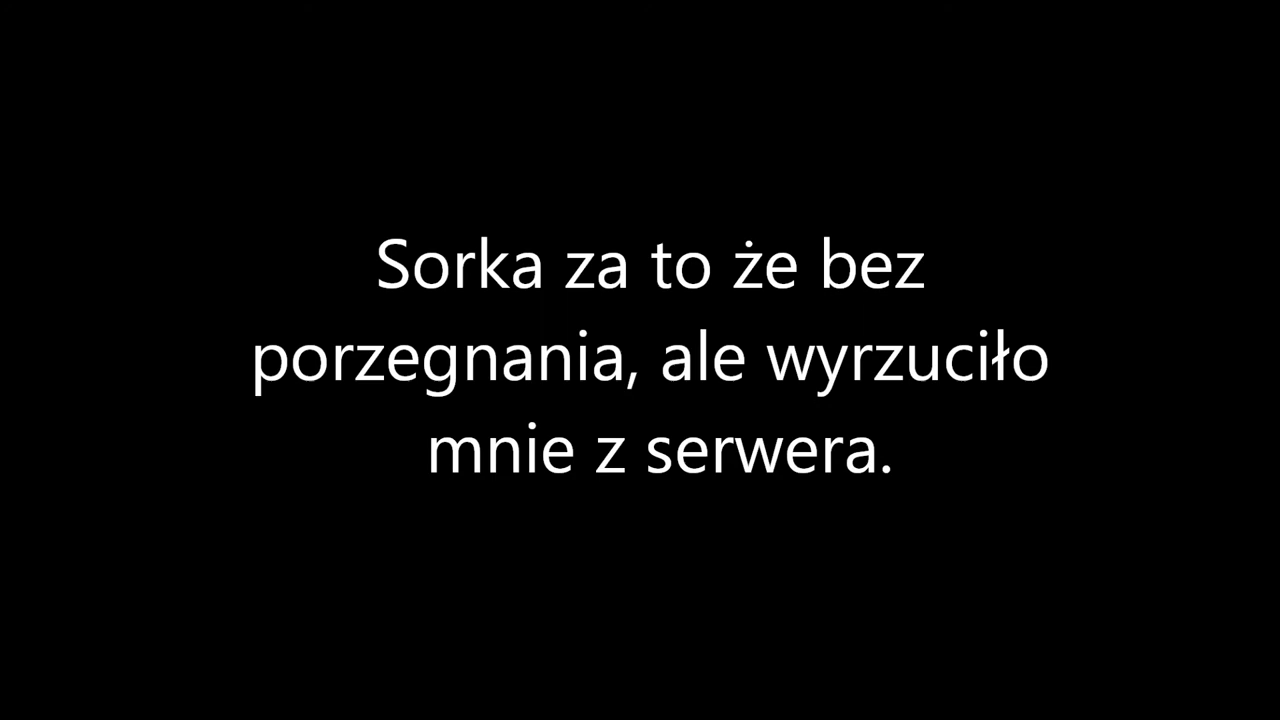 Sorka za to że bez
porzegnania, ale wyrzuciło
mnie z serwera.